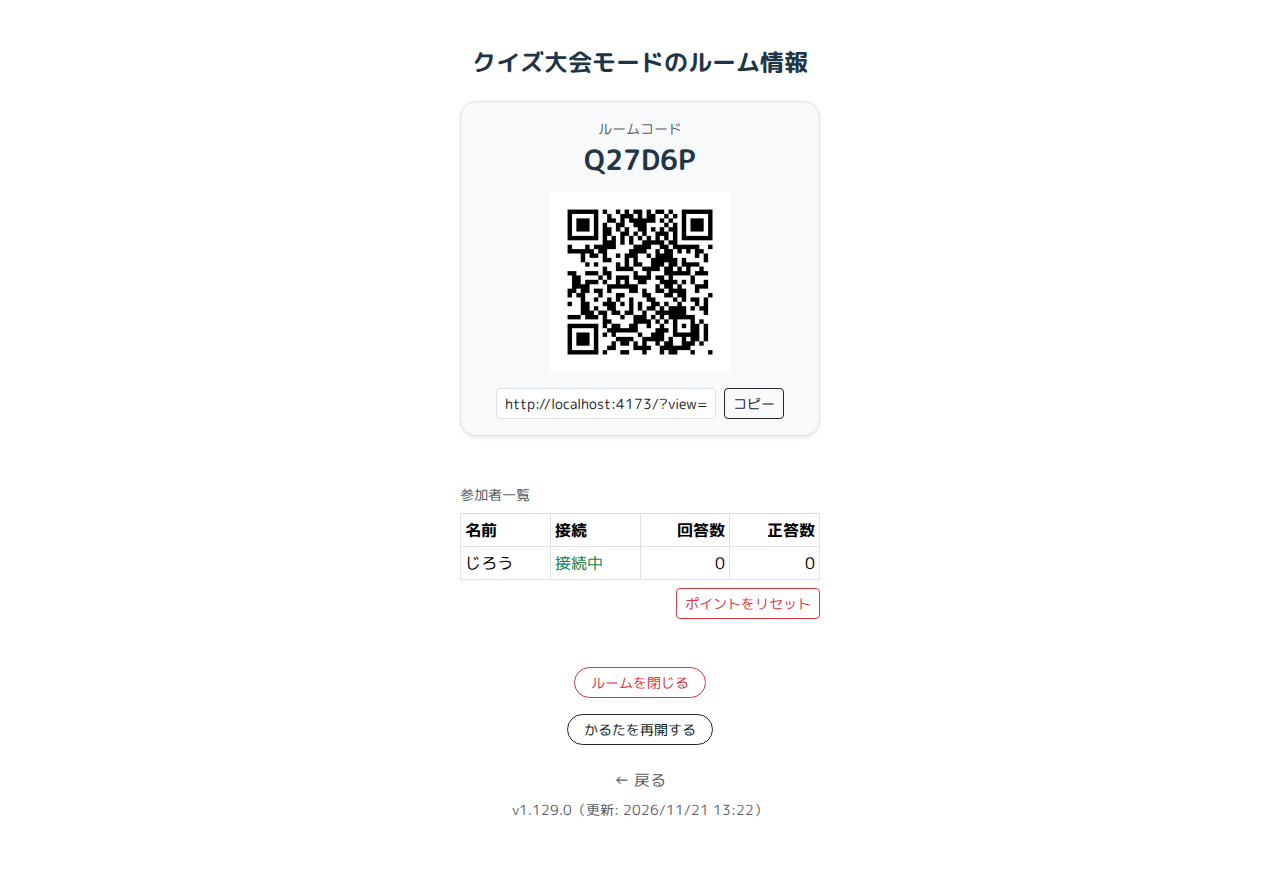 クイズ大会モードのルーム情報
ルームコード
Q27D6P
http://localhost:4173/?view=
コピー
参加者一覧
名前 接続 回答数 正答数
じろう 接続中 0 0
ポイントをリセット
ルームを閉じる
かるたを再開する
← 戻る
v1.129.0（更新: 2026/11/21 13:22）